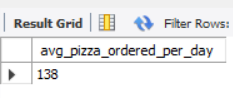 Result Grid Filter Rows:
avg_pizza_ordered_per_day
138